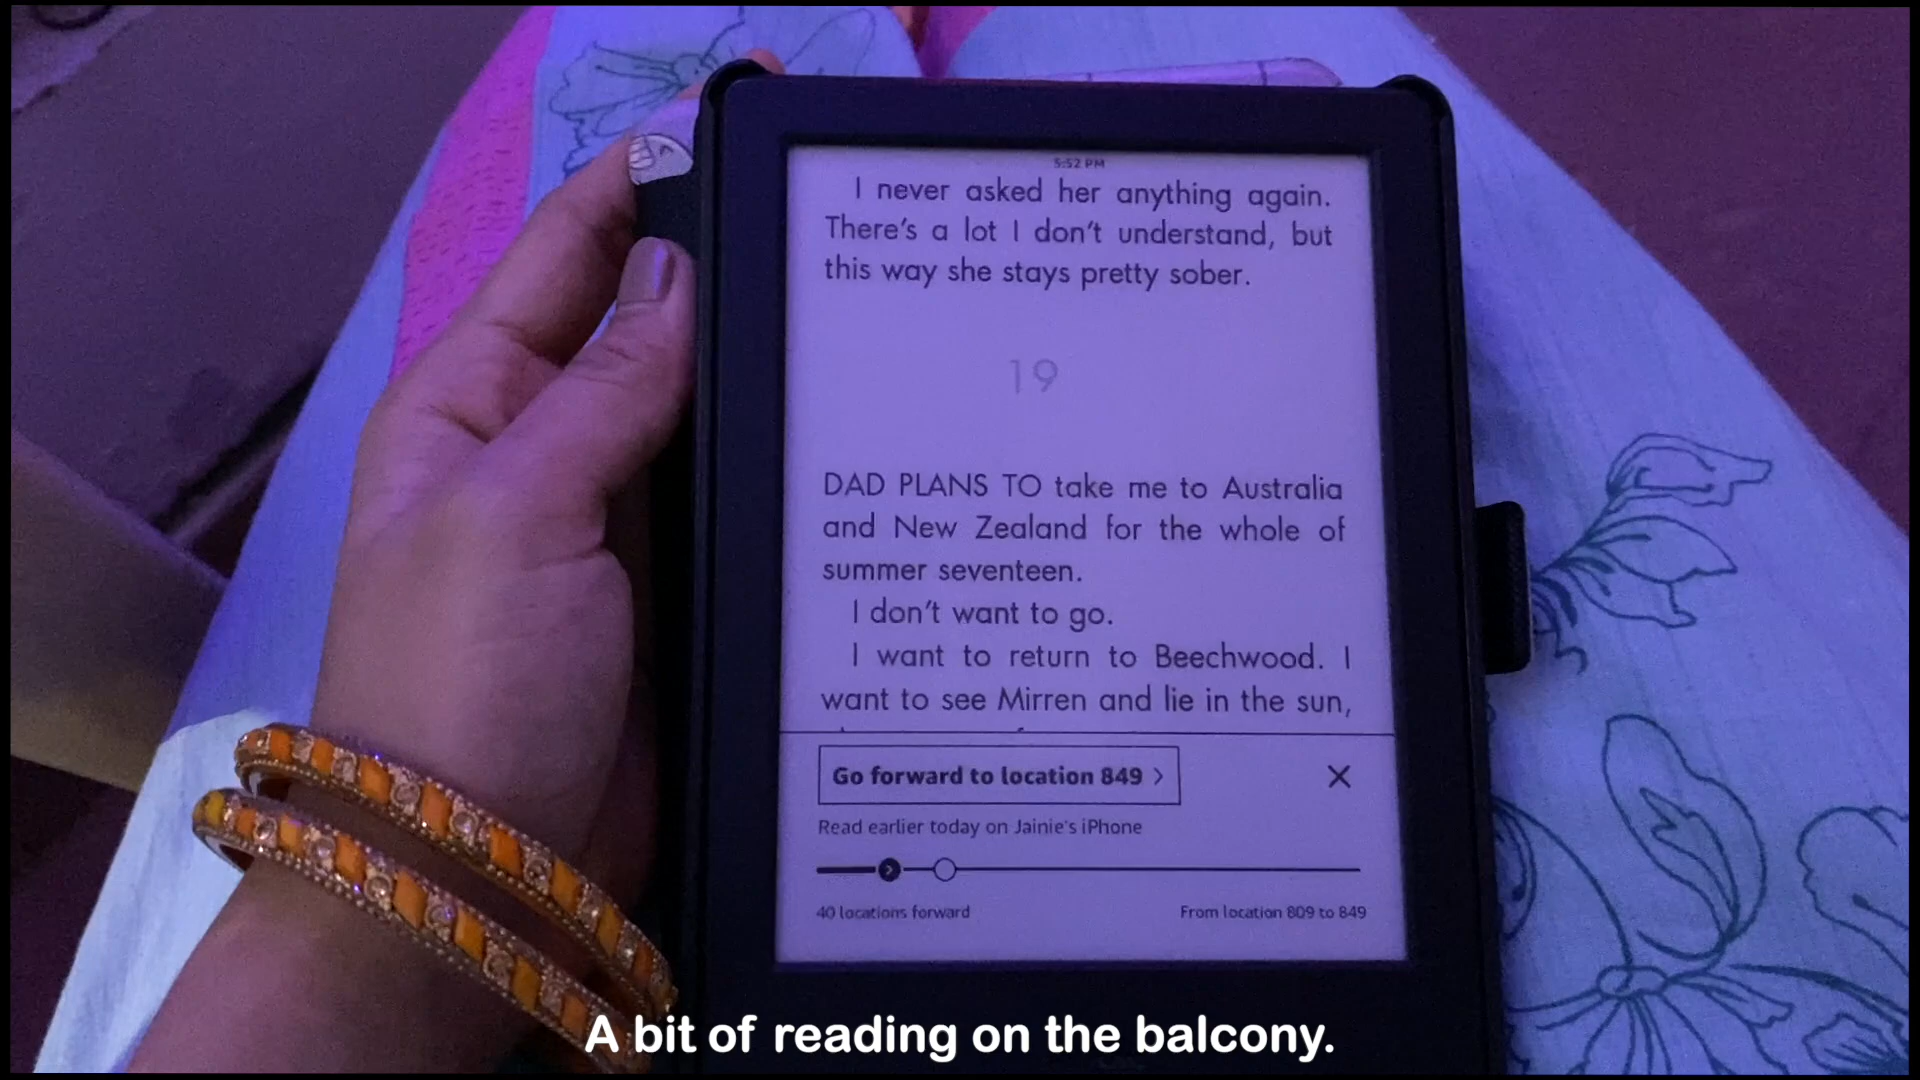 5:52 PM
I never asked her anything again.
There's a lot I don't understand, but
this way she stays pretty sober.
19
DAD PLANS TO take me to Australia
and New Zealand for the whole of
summer seventeen.
I don't want to go.
I want to return to Beechwood. I
want to see Mirren and lie in the sun,
Go forward to location 849 >
Read earlier today on Jainie's iPhone
40 locations forward
From location 809 to 849
A bit of reading on the balcony.